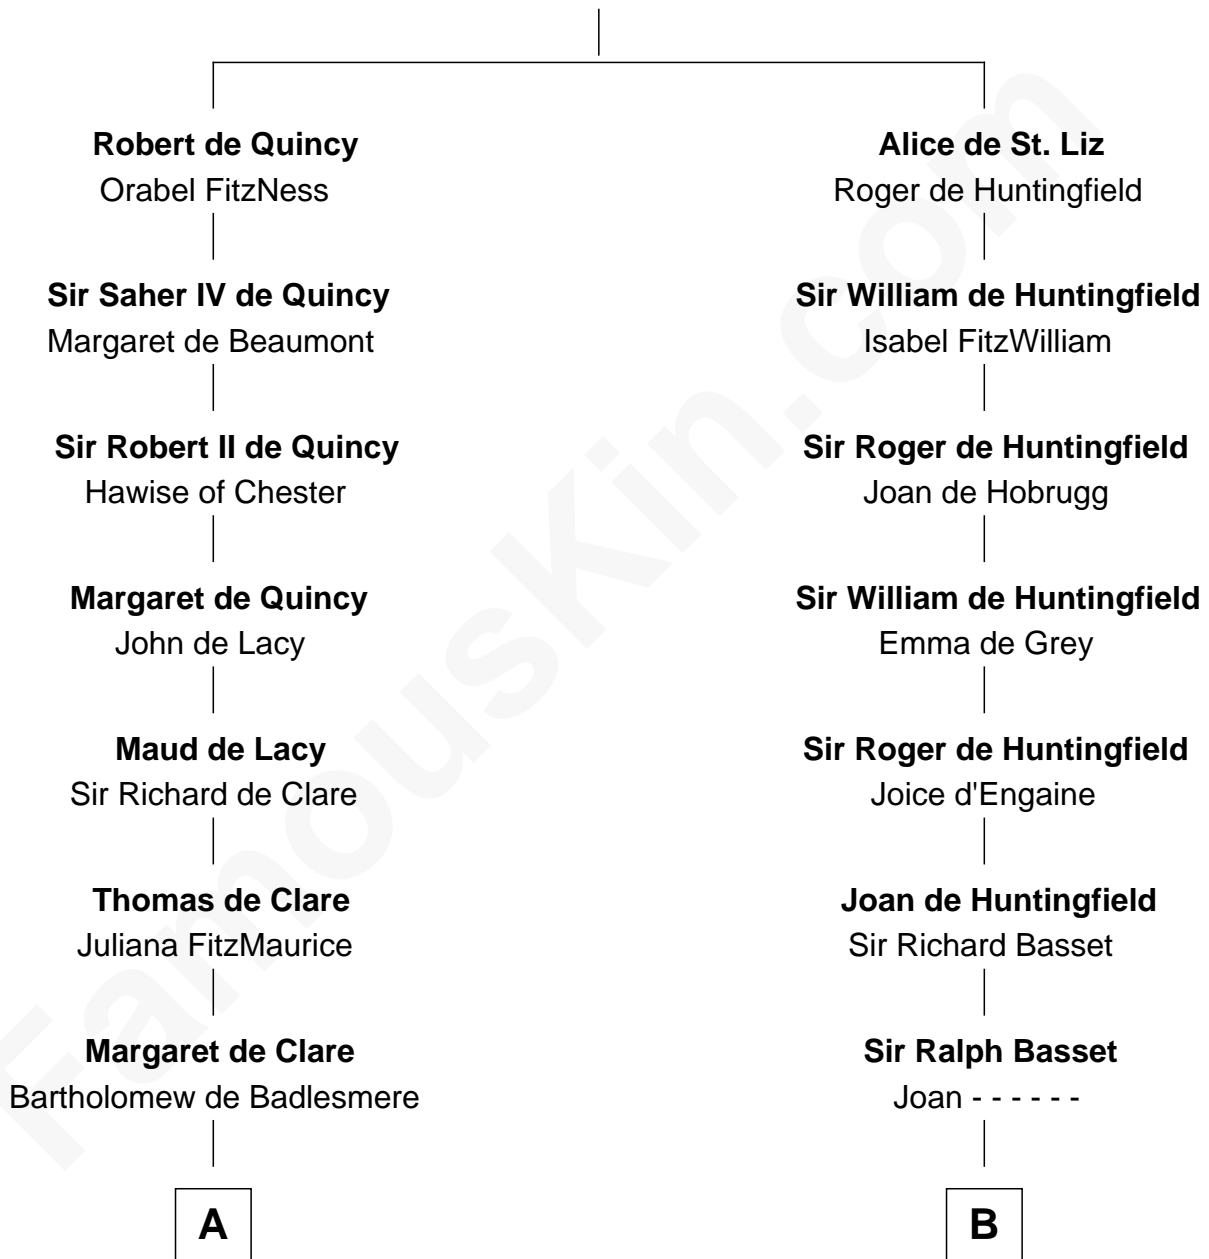 Robert de Quincy
Orabel FitzNess
Sir Saher IV de Quincy
Margaret de Beaumont
Sir Robert II de Quincy
Hawise of Chester
Margaret de Quincy
John de Lacy
Maud de Lacy
Sir Richard de Clare
Thomas de Clare
Juliana FitzMaurice
Margaret de Clare
Bartholomew de Badlesmere
A
Alice de St. Liz
Roger de Huntingfield
Sir William de Huntingfield
Isabel FitzWilliam
Sir Roger de Huntingfield
Joan de Hobrugg
Sir William de Huntingfield
Emma de Grey
Sir Roger de Huntingfield
Joice d'Engaine
Joan de Huntingfield
Sir Richard Basset
Sir Ralph Basset
Joan - - - - - -
B
FamousKin.com